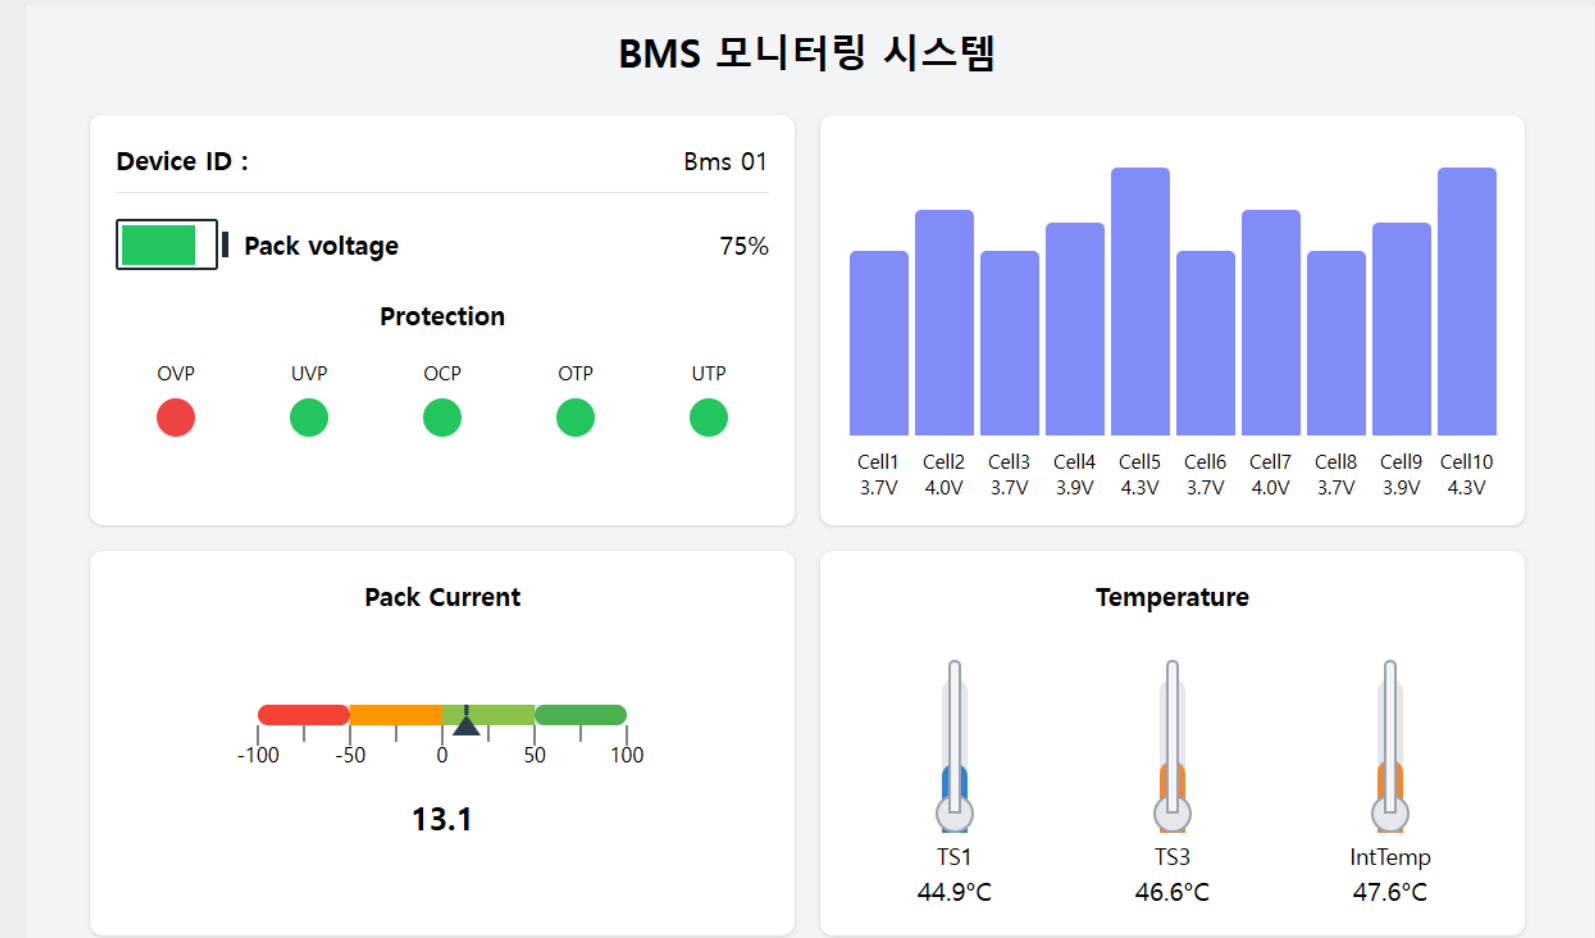 BMS 모니터링 시스템
Device ID :
Bms 01
Pack voltage
75%
Protection
OVP UVP OCP OTP UTP
Cell1 Cell2 Cell3 Cell4 Cell5 Cell6 Cell7 Cell8 Cell9 Cell10
3.7V 4.0V 3.7V 3.9V 4.3V 3.7V 4.0V 3.7V 3.9V 4.3V
Pack Current
-100 -50 0 50 100
13.1
Temperature
TS1 TS3 IntTemp
44.9°C 46.6°C 47.6°C